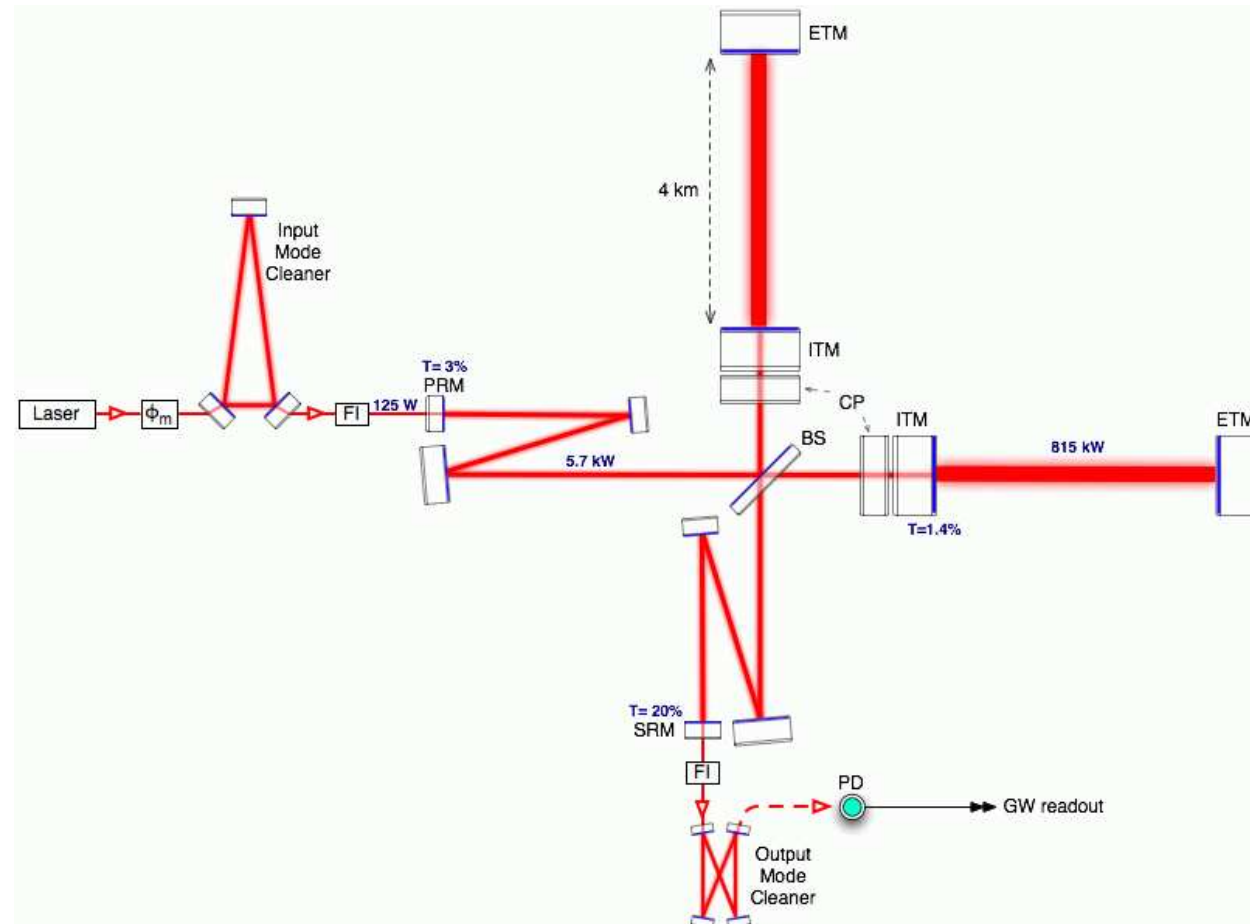 ETM
4 km
Input
Mode
Cleaner
ITM
T= 3%
PRM
Laser
ϕm
FI
125 W
CP
ITM
ETM
BS
5.7 kW
815 kW
T=1.4%
T= 20%
SRM
FI
PD
GW readout
Output
Mode
Cleaner